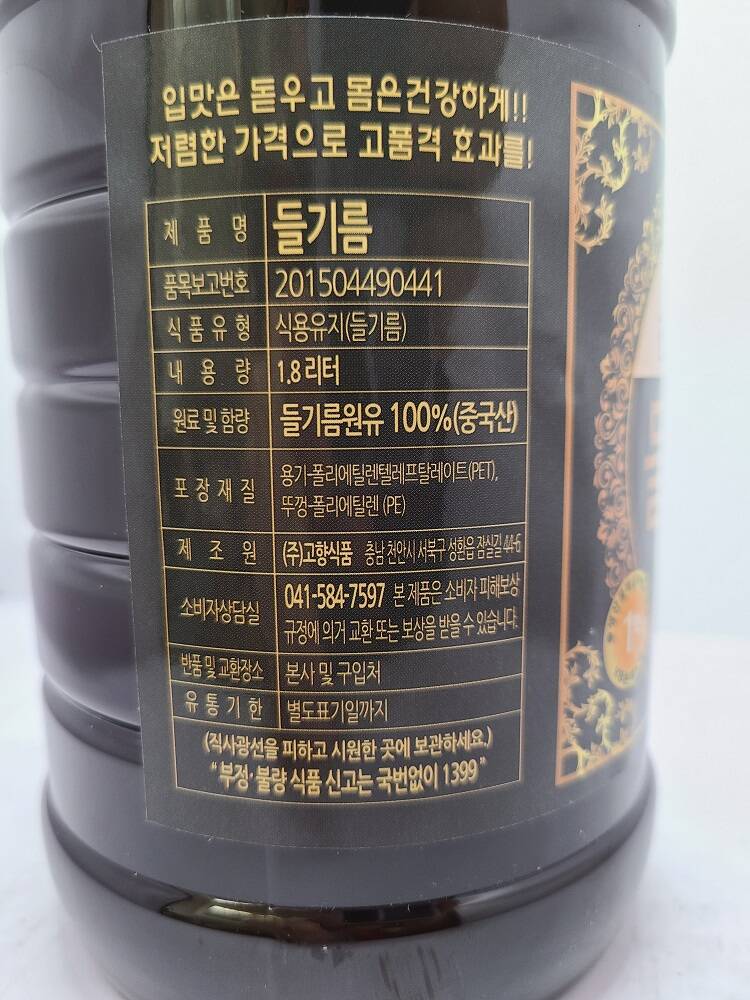 입맛은 돋우고 몸은건강하게!!
저렴한 가격으로 고품격 효과를!
제품명 들기름
품목보고번호 201504490441
식품유형 식용유지(들기름)
내용량 1.8 리터
원료 및 함량 들기름원유 100%(중국산)
포장재질 용기-폴리에틸렌텔레프탈레이트(PET),
뚜껑-폴리에틸렌 (PE)
제조원 (주)고향식품 충남 천안시 서북구 성환읍 잠실길 44-6
소비자상담실 041-584-7597 본 제품은 소비자 피해보상
규정에 의거 교환 또는 보상을 받을 수 있습니다.
반품 및 교환장소 본사 및 구입처
유통기한 별도표기일까지
(직사광선을 피하고 시원한 곳에 보관하세요.)
"부정·불량 식품 신고는 국번없이 1399"